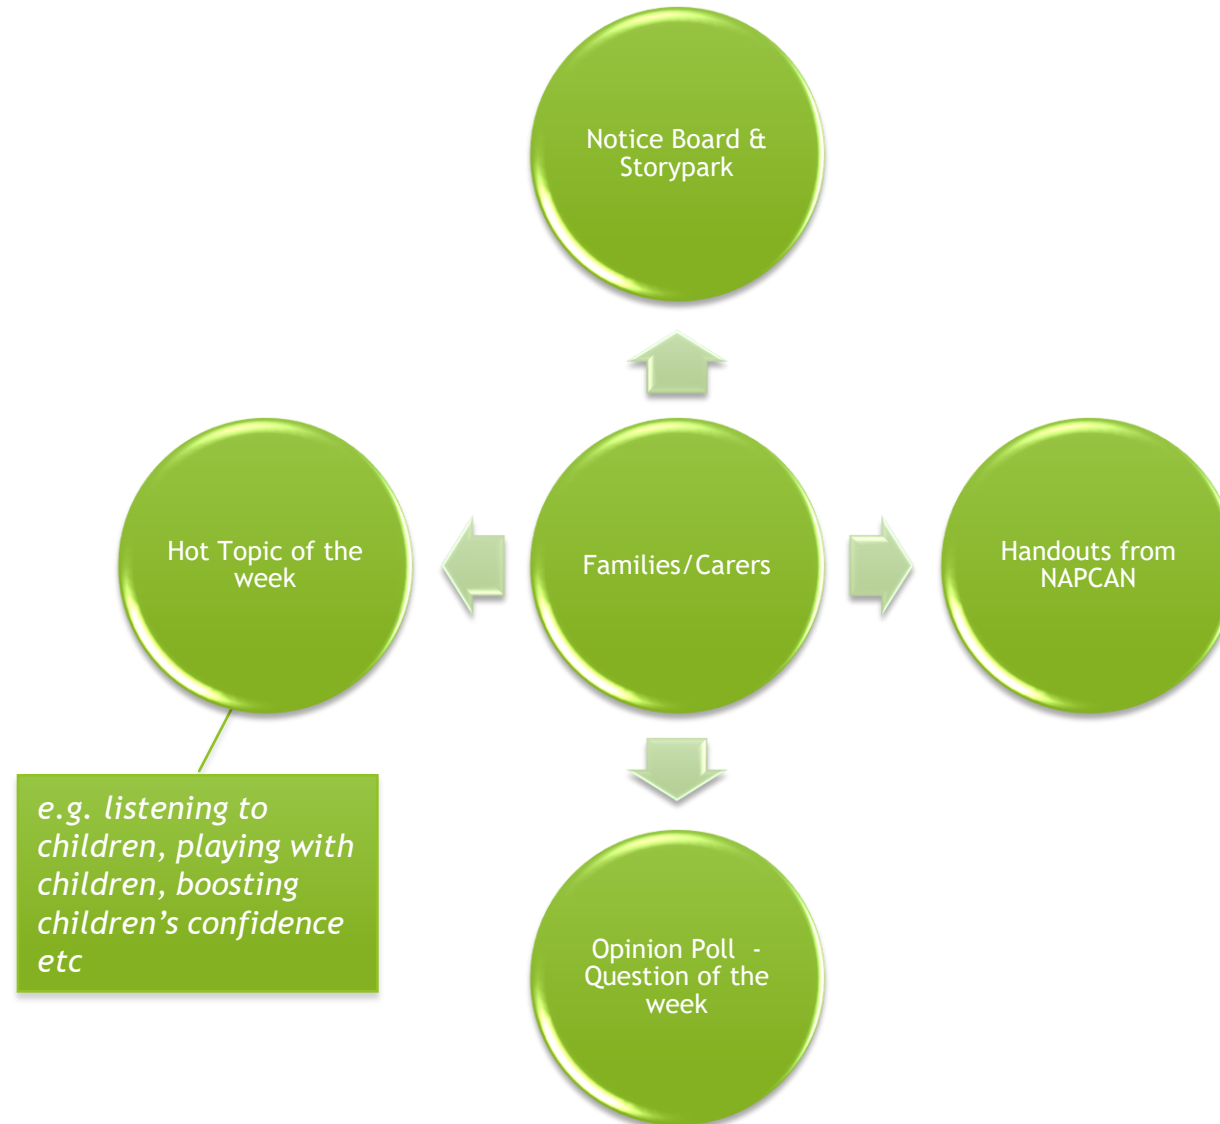 Notice Board &
Storypark
Hot Topic of the
week
Families/Carers
Handouts from
NAPCAN
e.g. listening to
children, playing with
children, boosting
children’s confidence
etc
Opinion Poll  -
Question of the
week